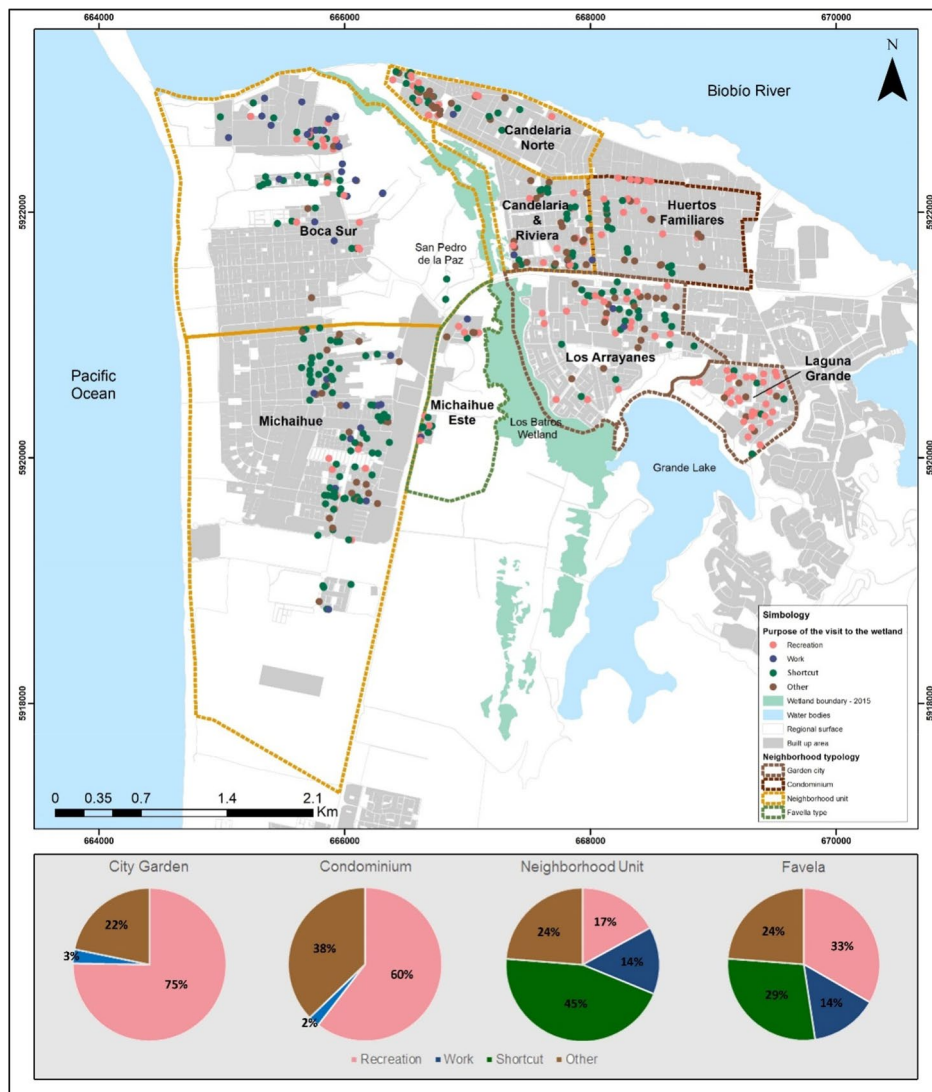 664000
666000
668000
670000
N
Biobío River
Candelaria
Norte
5922000
5922000
Candelaria
&
Riviera
Huertos
Familiares
Boca Sur
San Pedro
de la Paz
Pacific
Ocean
Los Arrayanes
Laguna
Grande
Michaihue
Michaihue
Este
Los Batros
Wetland
Grande Lake
5920000
5920000
Simbology
Purpose of the visit to the wetland
Recreation
Work
Shortcut
Other
Wetland boundary - 2015
Water bodies
Regional surface
Built up area
Neighborhood typology
Garden city
Condominium
Neighborhood unit
Favella type
5918000
5918000
0 0.35 0.7 1.4 2.1
Km
664000
666000
668000
670000
City Garden
Condominium
Neighborhood Unit
Favela
22%
3%
75%
38%
2%
60%
24%
17%
14%
45%
24%
33%
29%
14%
Recreation Work Shortcut Other